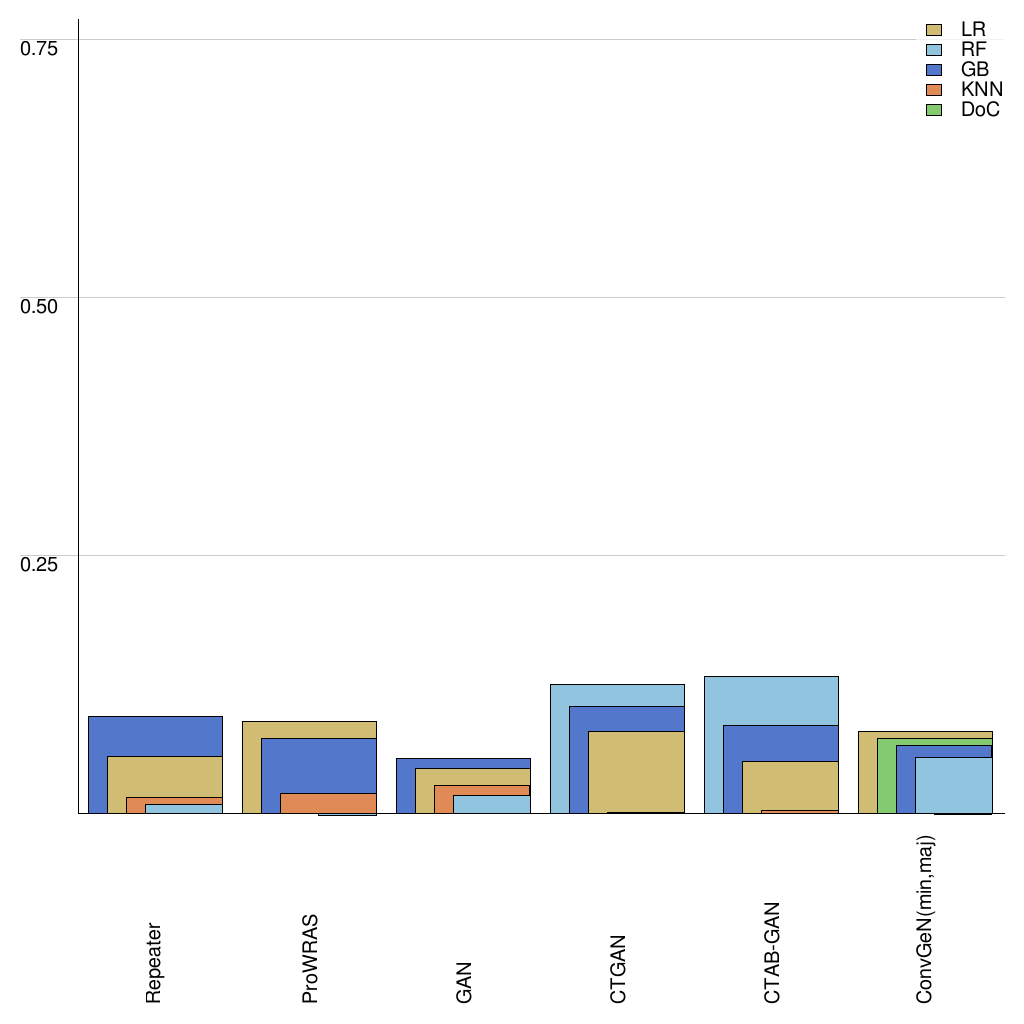 0.75
0.50
0.25
LR
RF
GB
KNN
DoC
Repeater
ProWRAS
GAN
CTGAN
CTAB-GAN
ConvGeN(min,maj)